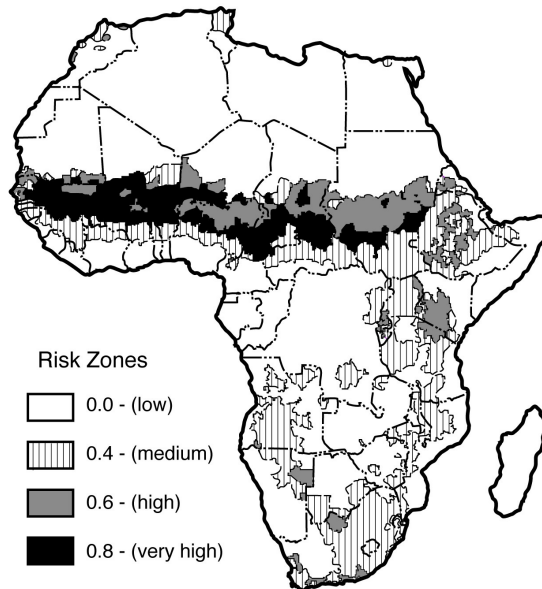 Risk Zones
0.0 - (low)
0.4 - (medium)
0.6 - (high)
0.8 - (very high)